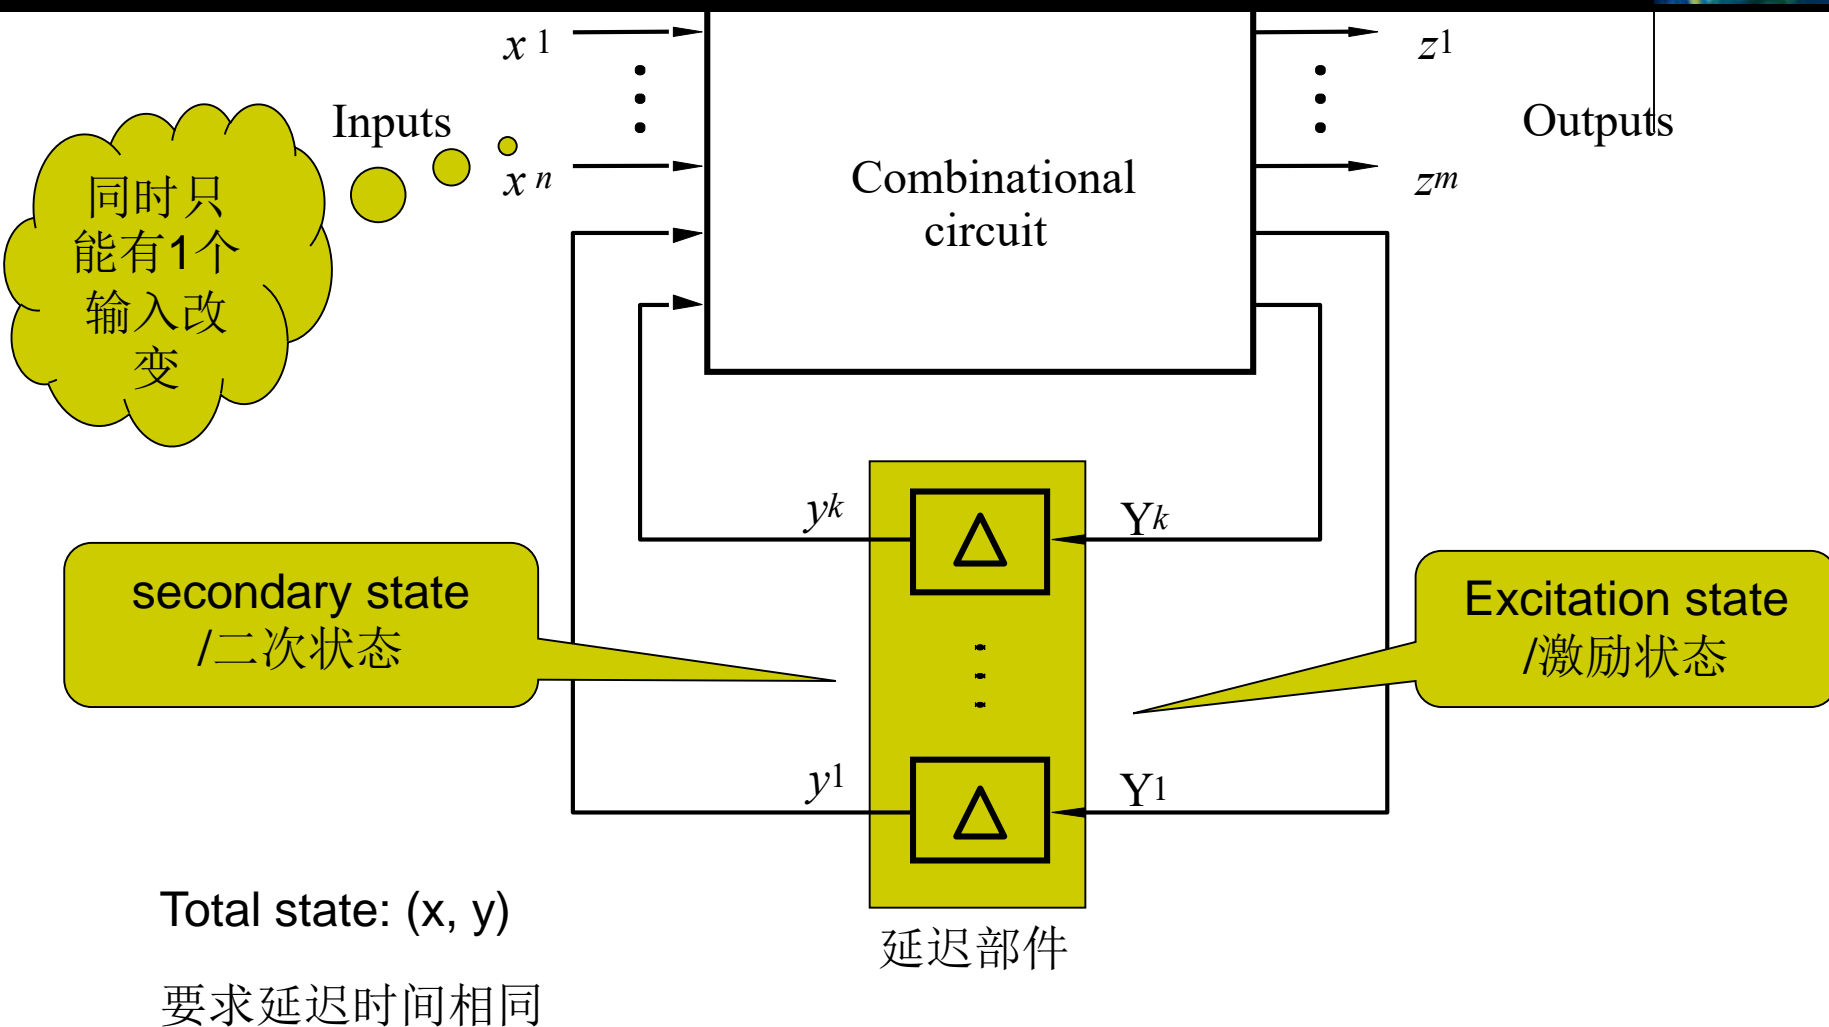 x 1
z1
Inputs
Outputs
x n
zm
同时只
能有1个
输入改
变
Combinational
circuit
yk
Yk
Δ
secondary state
/二次状态
Excitation state
/激励状态
y1
Y1
Δ
Total state: (x, y)
延迟部件
要求延迟时间相同